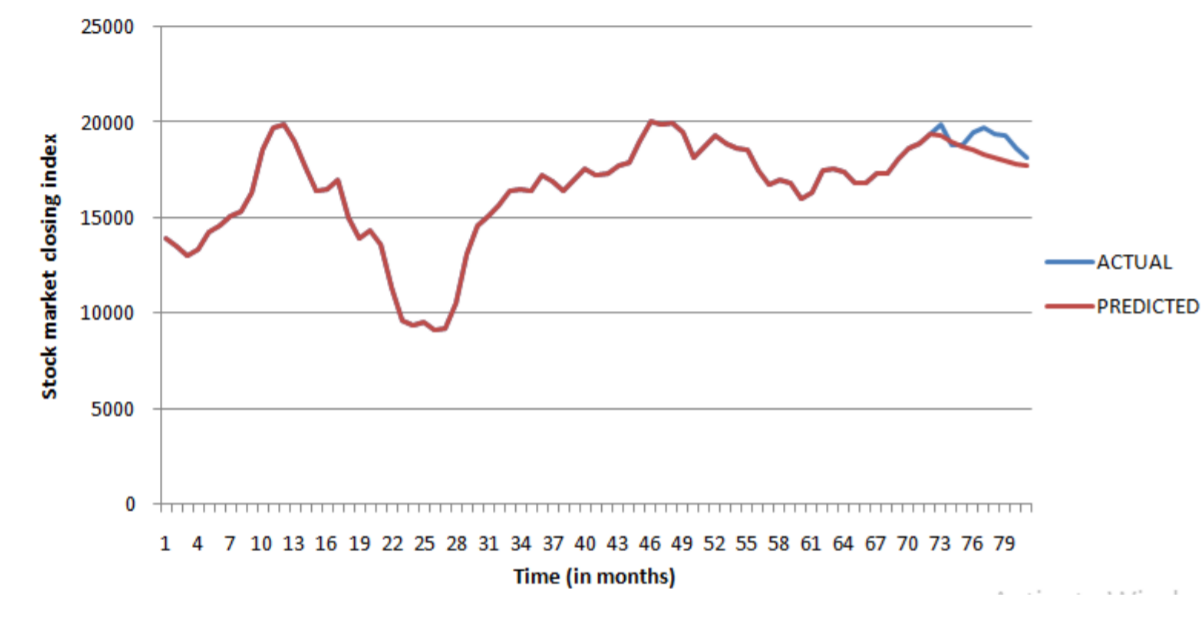 25000
20000
15000
10000
5000
0
Stock market closing index
1 4 7 10 13 16 19 22 25 28 31 34 37 40 43 46 49 52 55 58 61 64 67 70 73 76 79
Time (in months)
ACTUAL
PREDICTED